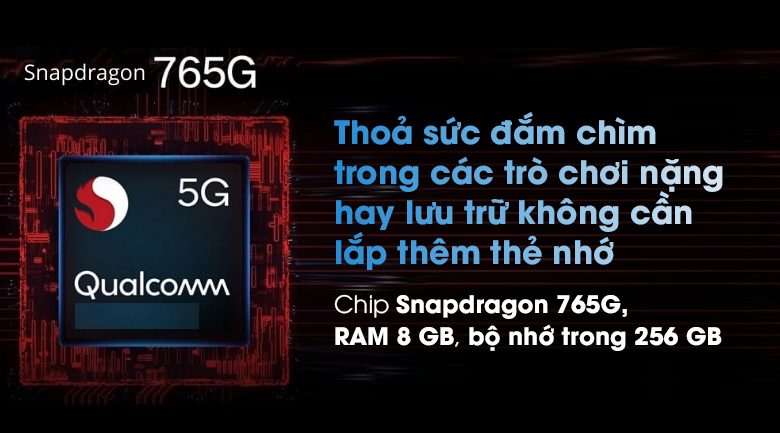 Snapdragon 765G
5G
Qualcomm
Thoả sức đắm chìm
trong các trò chơi nặng
hay lưu trữ không cần
lắp thêm thẻ nhớ
Chip Snapdragon 765G,
RAM 8 GB, bộ nhớ trong 256 GB